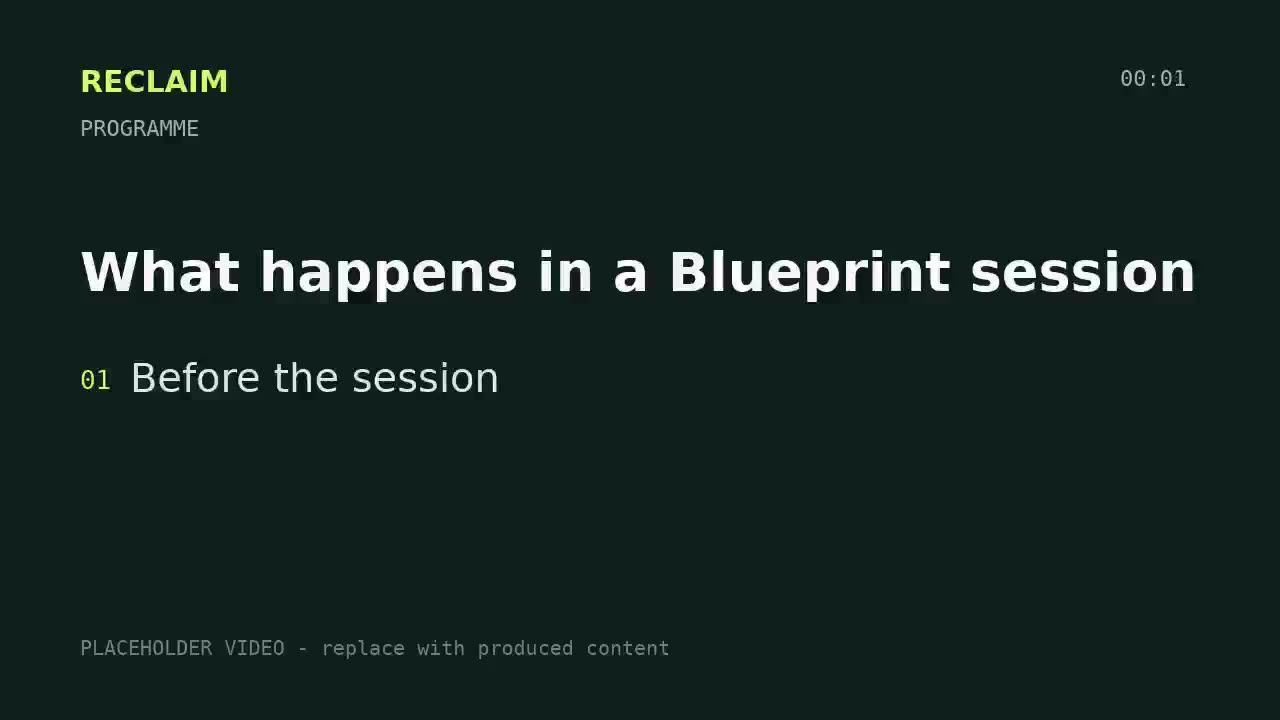 RECLAIM
00:01
PROGRAMME
What happens in a Blueprint session
01 Before the session
PLACEHOLDER VIDEO - replace with produced content